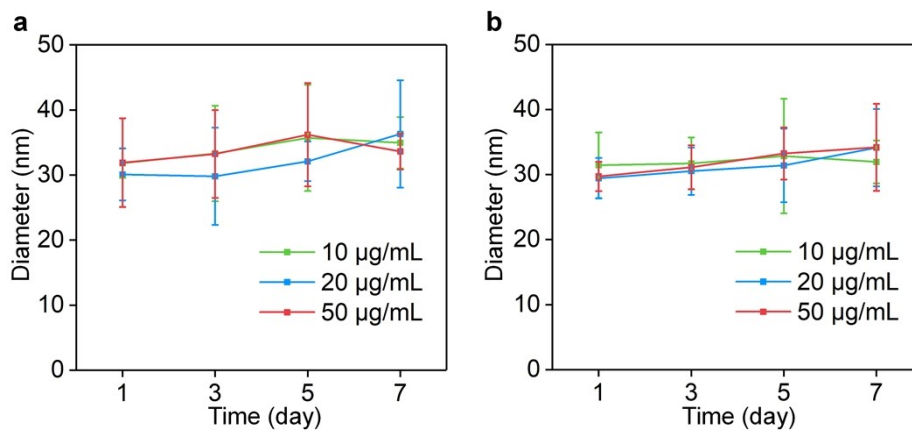 a
50
40
30
20
10
0
Diameter (nm)
10 µg/mL
20 µg/mL
50 µg/mL
1 3 5 7
Time (day)
b
50
40
30
20
10
0
Diameter (nm)
10 µg/mL
20 µg/mL
50 µg/mL
1 3 5 7
Time (day)